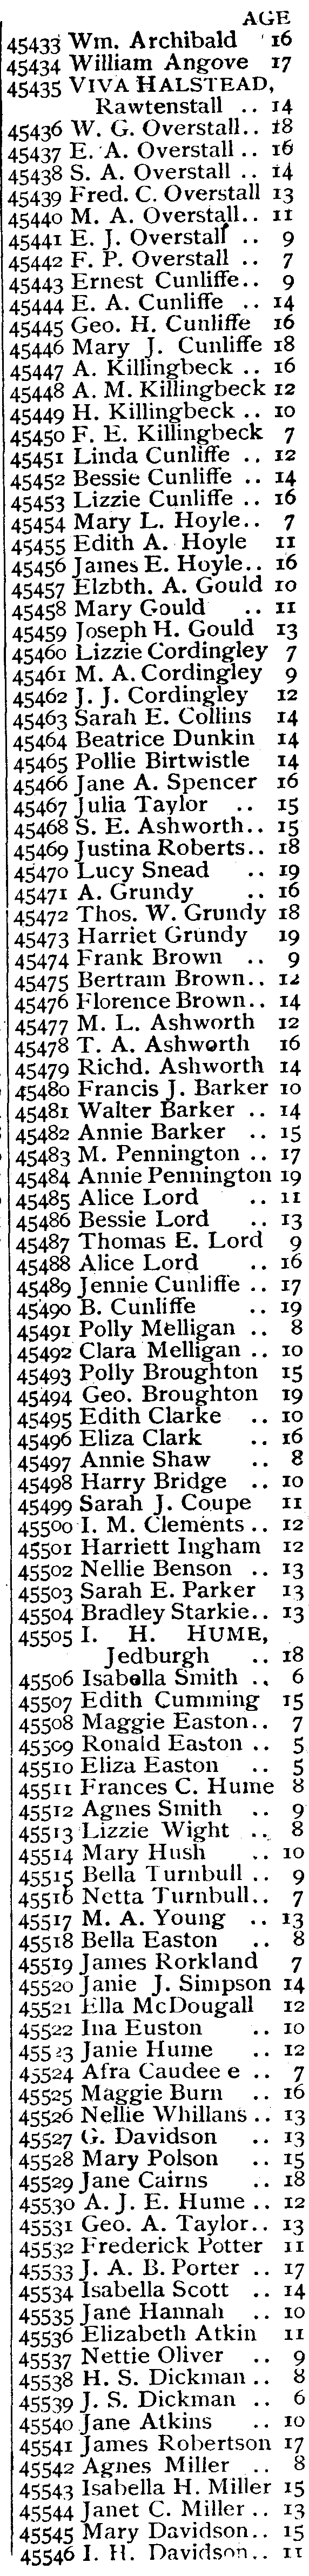 AGE
45433 Wm. Archibald 16
45434 William Angove 17
45435 VIVA HALSTEAD,
Rawtenstall .. 14
45436 W. G. Overstall.. 18
45437 E. A. Overstall .. 16
45438 S. A. Overstall .. 14
45439 Fred. C. Overstall 13
45440 M. A. Overstall.. 11
45441 E. J. Overstall .. 9
45442 F. P. Overstall .. 7
45443 Ernest Cunliffe.. 9
45444 E. A. Cunliffe .. 14
45445 Geo. H. Cunliffe 16
45446 Mary J. Cunliffe 18
45447 A. Killingbeck .. 16
45448 A. M. Killingbeck 12
45449 H. Killingbeck .. 10
45450 F. E. Killingbeck 7
45451 Linda Cunliffe .. 12
45452 Bessie Cunliffe .. 14
45453 Lizzie Cunliffe .. 16
45454 Mary L. Hoyle.. 7
45455 Edith A. Hoyle 11
45456 James E. Hoyle.. 16
45457 Elzbth. A. Gould 10
45458 Mary Gould .. 11
45459 Joseph H. Gould 13
45460 Lizzie Cordingley 7
45461 M. A. Cordingley 9
45462 J. J. Cordingley 12
45463 Sarah E. Collins 14
45464 Beatrice Dunkin 14
45465 Pollie Birtwistle 14
45466 Jane A. Spencer 16
45467 Julia Taylor .. 15
45468 S. E. Ashworth.. 15
45469 Justina Roberts.. 18
45470 Lucy Snead .. 19
45471 A. Grundy .. 16
45472 Thos. W. Grundy 18
45473 Harriet Grundy 19
45474 Frank Brown .. 9
45475 Bertram Brown.. 12
45476 Florence Brown.. 14
45477 M. L. Ashworth 12
45478 T. A. Ashworth 16
45479 Richd. Ashworth 14
45480 Francis J. Barker 10
45481 Walter Barker .. 14
45482 Annie Barker .. 15
45483 M. Pennington .. 17
45484 Annie Pennington 19
45485 Alice Lord .. 11
45486 Bessie Lord .. 13
45487 Thomas E. Lord 9
45488 Alice Lord .. 16
45489 Jennie Cunliffe .. 17
45490 B. Cunliffe .. 19
45491 Polly Melligan .. 8
45492 Clara Melligan .. 10
45493 Polly Broughton 15
45494 Geo. Broughton 19
45495 Edith Clarke .. 10
45496 Eliza Clark .. 16
45497 Annie Shaw .. 8
45498 Harry Bridge .. 10
45499 Sarah J. Coupe 11
45500 I. M. Clements .. 12
45501 Harriett Ingham 12
45502 Nellie Benson .. 13
45503 Sarah E. Parker 13
45504 Bradley Starkie.. 13
45505 I. H. HUME,
Jedburgh .. 18
45506 Isabella Smith .. 6
45507 Edith Cumming 15
45508 Maggie Easton.. 7
45509 Ronald Easton .. 5
45510 Eliza Easton .. 5
45511 Frances C. Hume 8
45512 Agnes Smith .. 9
45513 Lizzie Wight .. 8
45514 Mary Hush .. 10
45515 Bella Turnbull .. 9
45516 Netta Turnbull.. 7
45517 M. A. Young .. 13
45518 Bella Easton .. 8
45519 James Rorkland 7
45520 Janie J. Simpson 14
45521 Ella McDougall 12
45522 Ina Euston .. 10
45523 Janie Hume .. 12
45524 Afra Caudee e .. 7
45525 Maggie Burn .. 16
45526 Nellie Whillans .. 13
45527 G. Davidson .. 13
45528 Mary Polson .. 15
45529 Jane Cairns .. 18
45530 A. J. E. Hume .. 12
45531 Geo. A. Taylor.. 13
45532 Frederick Potter 11
45533 J. A. B. Porter .. 17
45534 Isabella Scott .. 14
45535 Jane Hannah .. 10
45536 Elizabeth Atkin 11
45537 Nettie Oliver .. 9
45538 H. S. Dickman .. 8
45539 J. S. Dickman .. 6
45540 Jane Atkins .. 10
45541 James Robertson 17
45542 Agnes Miller .. 8
45543 Isabella H. Miller 15
45544 Janet C. Miller .. 13
45545 Mary Davidson.. 15
45546 I. H. Davidson.. 11